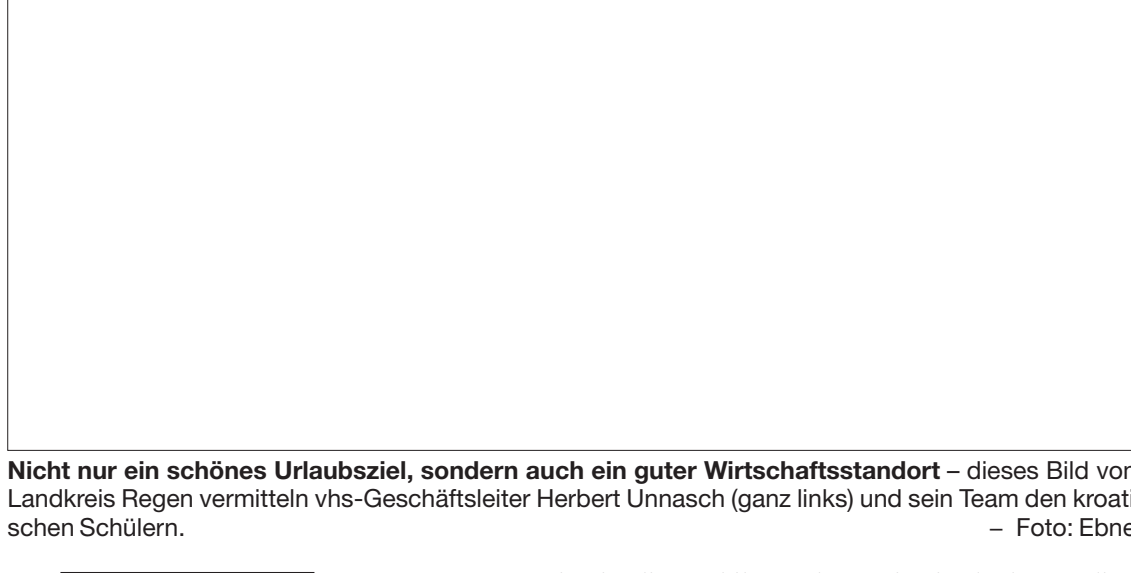 Nicht nur ein schönes Urlaubsziel, sondern auch ein guter Wirtschaftsstandort – dieses Bild vom
Landkreis Regen vermitteln vhs-Geschäftsleiter Herbert Unnasch (ganz links) und sein Team den kroati
schen Schülern. – Foto: Ebne